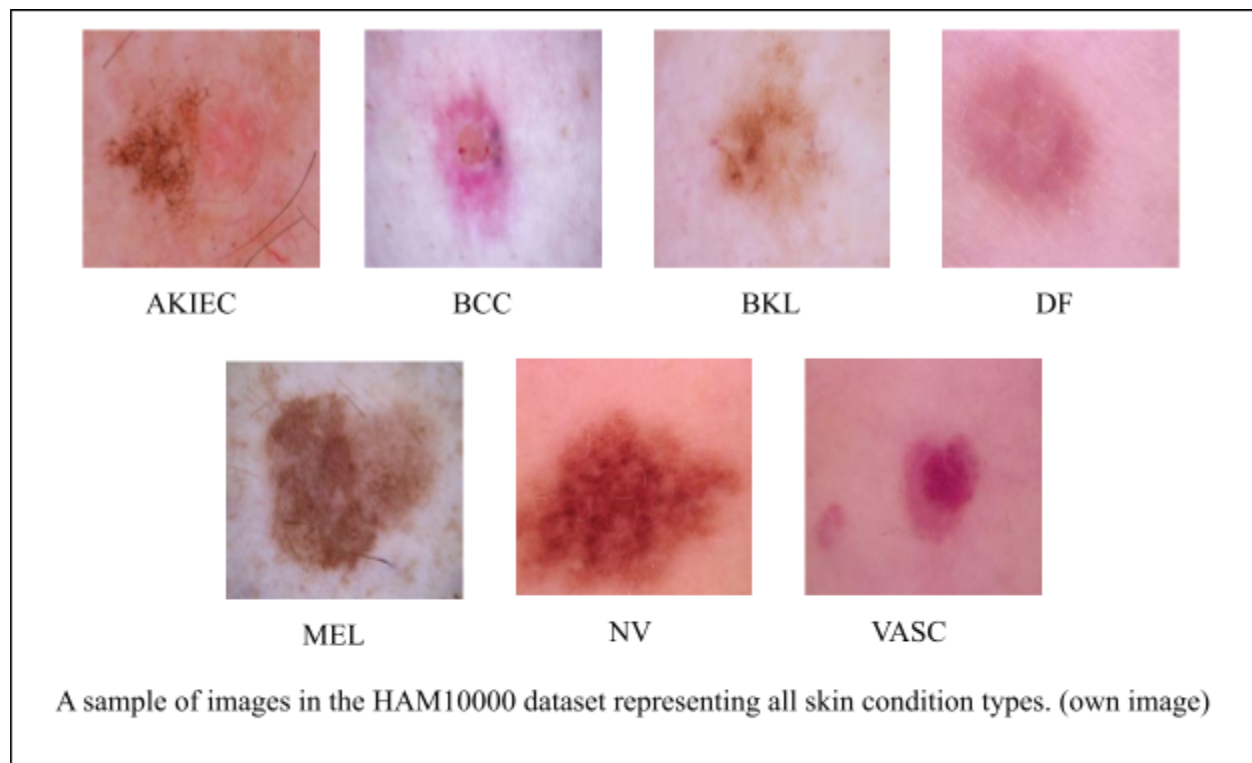 AKIEC BCC BKL DF
MEL NV VASC
A sample of images in the HAM10000 dataset representing all skin condition types. (own image)